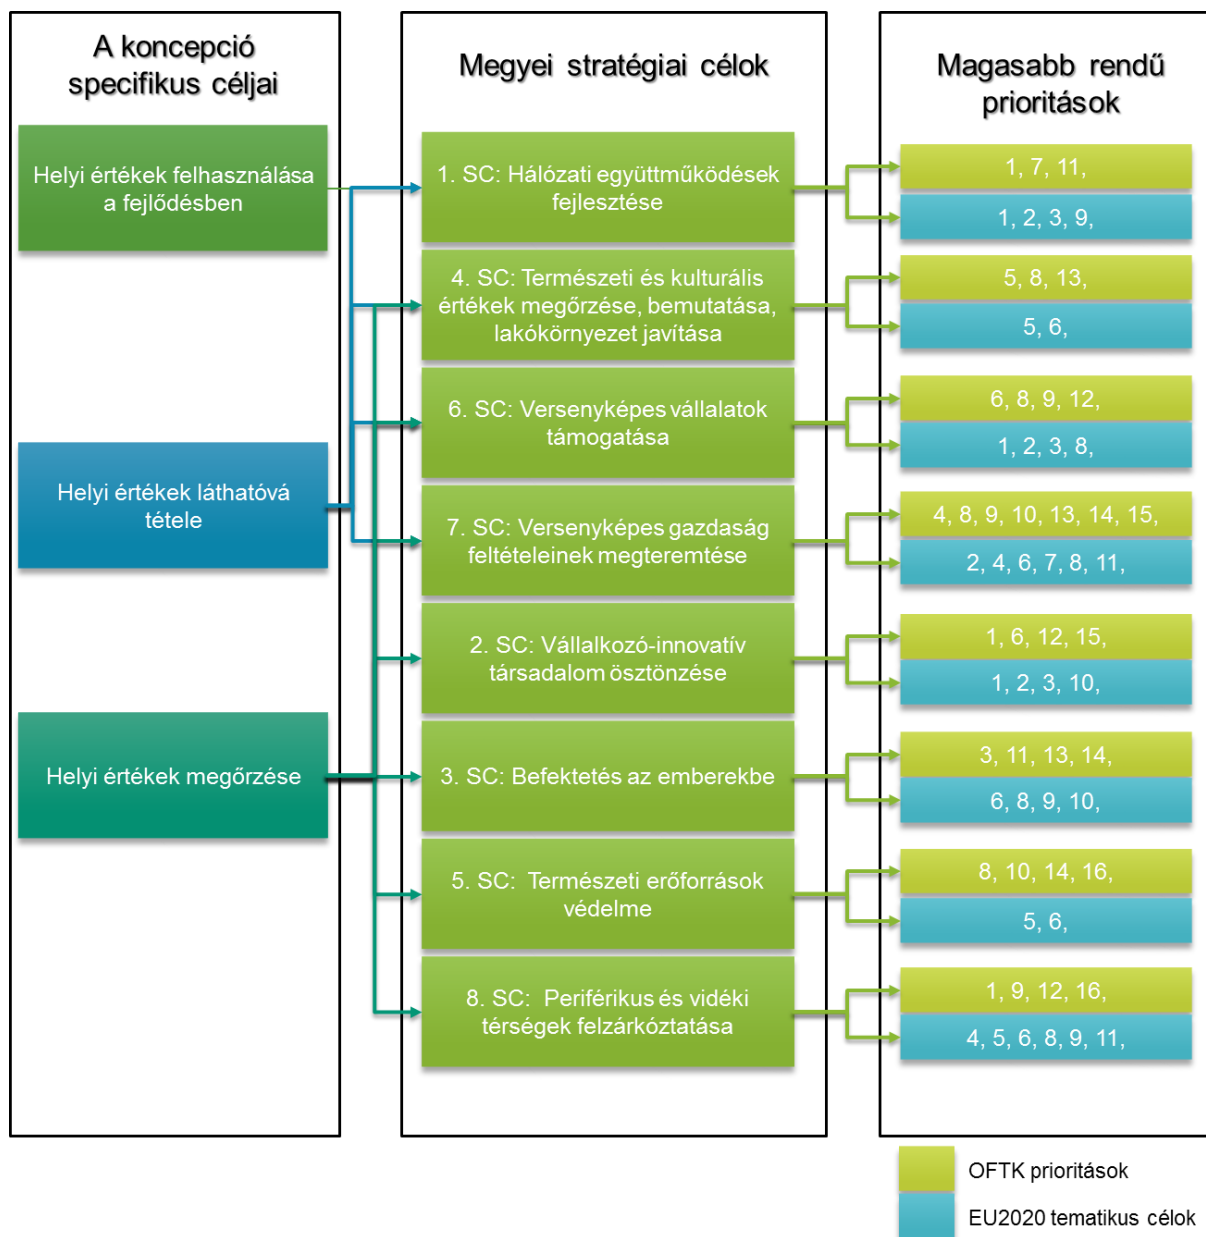 A koncepció
specifikus céljai
Helyi értékek felhasználása
a fejlődésben
Helyi értékek láthatóvá
tétele
Helyi értékek megőrzése
Megyei stratégiai célok
1. SC: Hálózati együttműködések
fejlesztése
4. SC: Természeti és kulturális
értékek megőrzése, bemutatása,
lakókörnyezet javítása
6. SC: Versenyképes vállalatok
támogatása
7. SC: Versenyképes gazdaság
feltételeinek megteremtése
2. SC: Vállalkozó-innovatív
társadalom ösztönzése
3. SC: Befektetés az emberekbe
5. SC: Természeti erőforrások
védelme
8. SC: Periférikus és vidéki
térségek felzárkóztatása
Magasabb rendű
prioritások
1, 7, 11,
1, 2, 3, 9,
5, 8, 13,
5, 6,
6, 8, 9, 12,
1, 2, 3, 8,
4, 8, 9, 10, 13, 14, 15,
2, 4, 6, 7, 8, 11,
1, 6, 12, 15,
1, 2, 3, 10,
3, 11, 13, 14,
6, 8, 9, 10,
8, 10, 14, 16,
5, 6,
1, 9, 12, 16,
4, 5, 6, 8, 9, 11,
OFTK prioritások
EU2020 tematikus célok